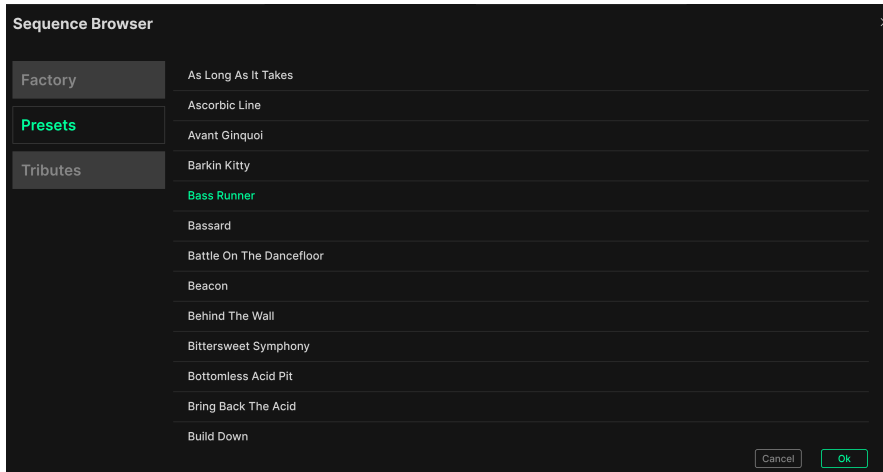 Sequence Browser
Factory
Presets
Tributes
As Long As It Takes
Ascorbic Line
Avant Ginquoi
Barkin Kitty
Bass Runner
Bassard
Battle On The Dancefloor
Beacon
Behind The Wall
Bittersweet Symphony
Bottomless Acid Pit
Bring Back The Acid
Build Down
Cancel
Ok